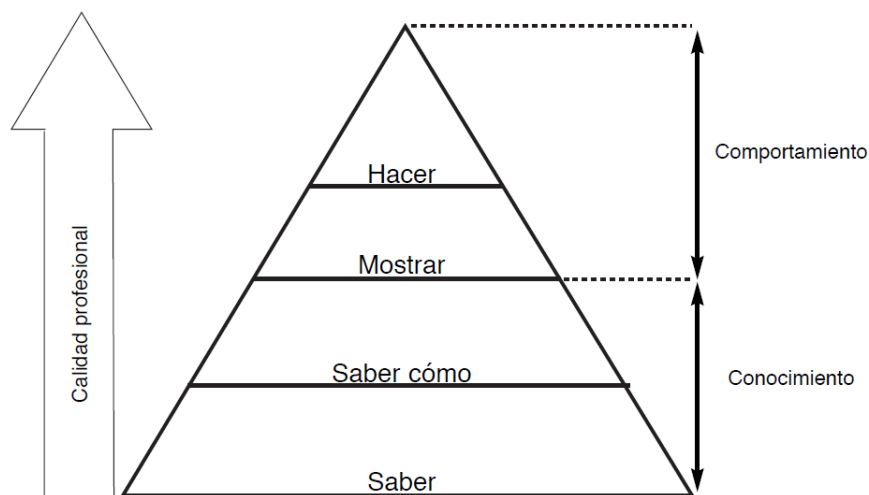 Hacer
Comportamiento
Mostrar
Calidad profesional
Saber cómo
Conocimiento
Saber